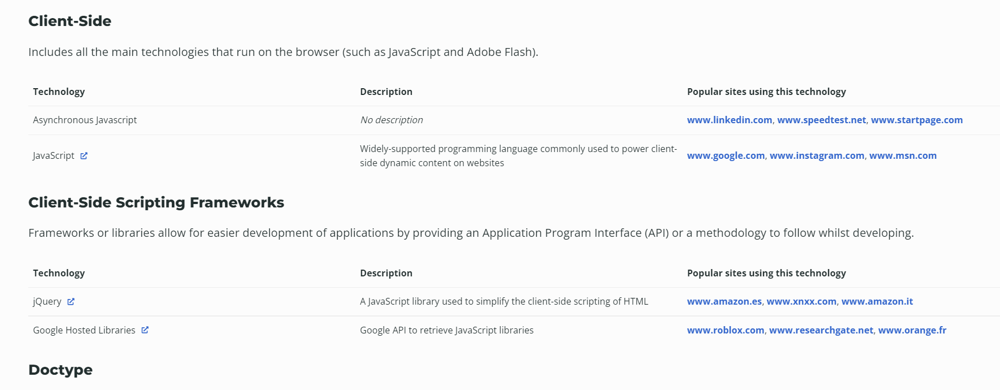 Client-Side
Includes all the main technologies that run on the browser (such as JavaScript and Adobe Flash).
Technology Description Popular sites using this technology
Asynchronous Javascript No description www.linkedin.com, www.speedtest.net, www.startpage.com
JavaScript Widely-supported programming language commonly used to power client-
side dynamic content on websites www.google.com, www.instagram.com, www.msn.com
Client-Side Scripting Frameworks
Frameworks or libraries allow for easier development of applications by providing an Application Program Interface (API) or a methodology to follow whilst developing.
Technology Description Popular sites using this technology
jQuery A JavaScript library used to simplify the client-side scripting of HTML www.amazon.es, www.xnxx.com, www.amazon.it
Google Hosted Libraries Google API to retrieve JavaScript libraries www.roblox.com, www.researchgate.net, www.orange.fr
Doctype